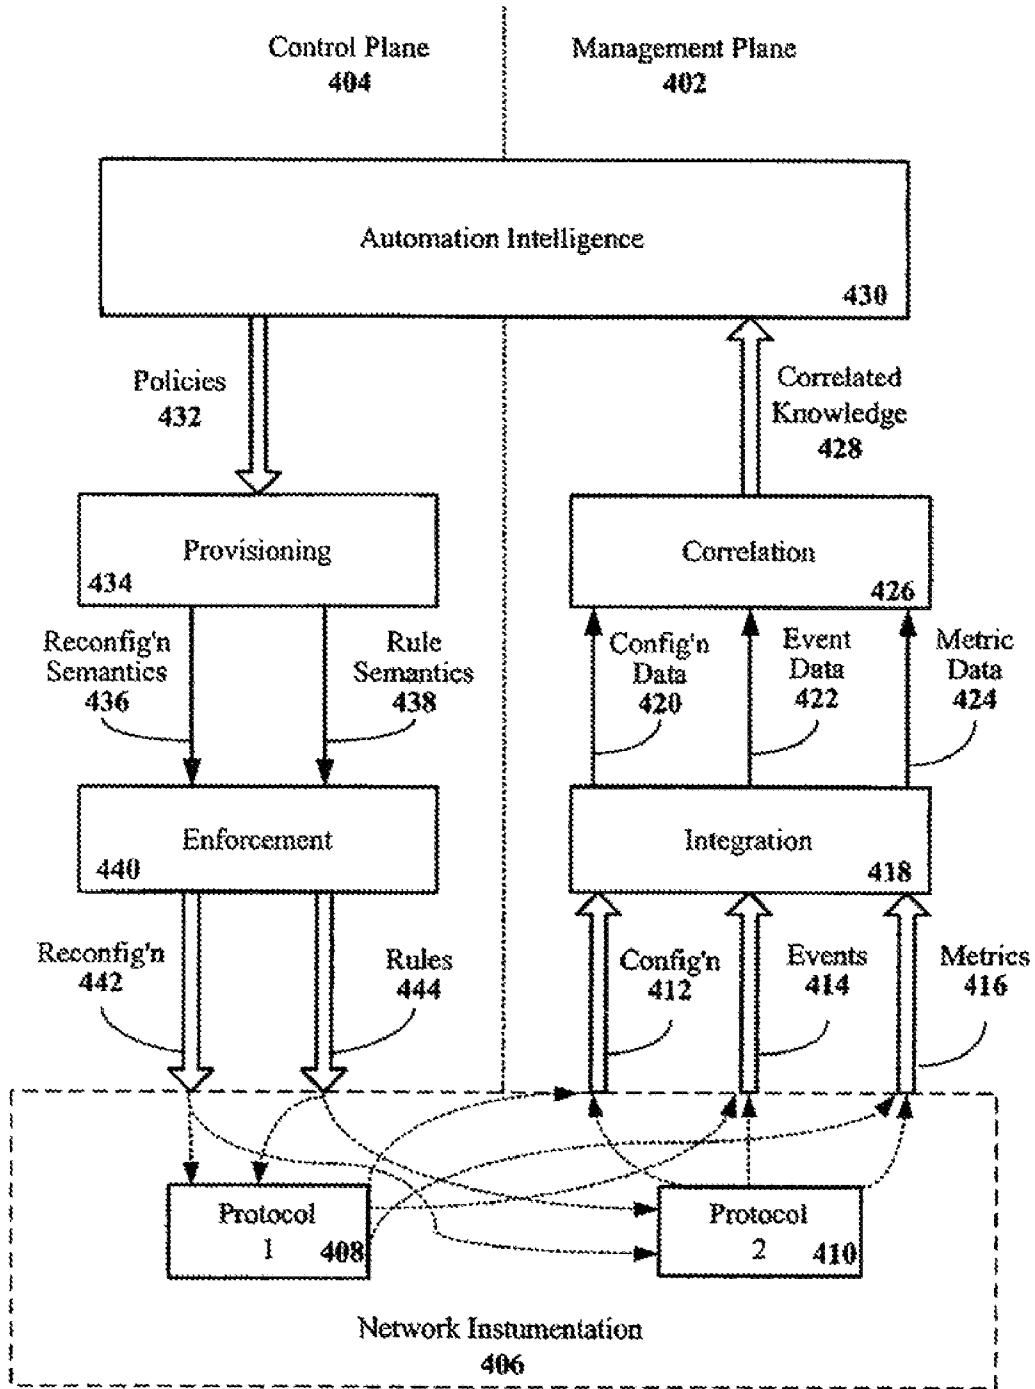 Control Plane
404
Management Plane
402
Automation Intelligence
430
Policies
432
Correlated
Knowledge
428
Provisioning
434
Correlation
426
Reconfig'n
Semantics
436
Rule
Semantics
438
Config'n
Data
420
Event
Data
422
Metric
Data
424
Enforcement
440
Integration
418
Reconfig'n
442
Rules
444
Config'n
412
Events
414
Metrics
416
Protocol
1
408
Protocol
2
410
Network Instumentation
406